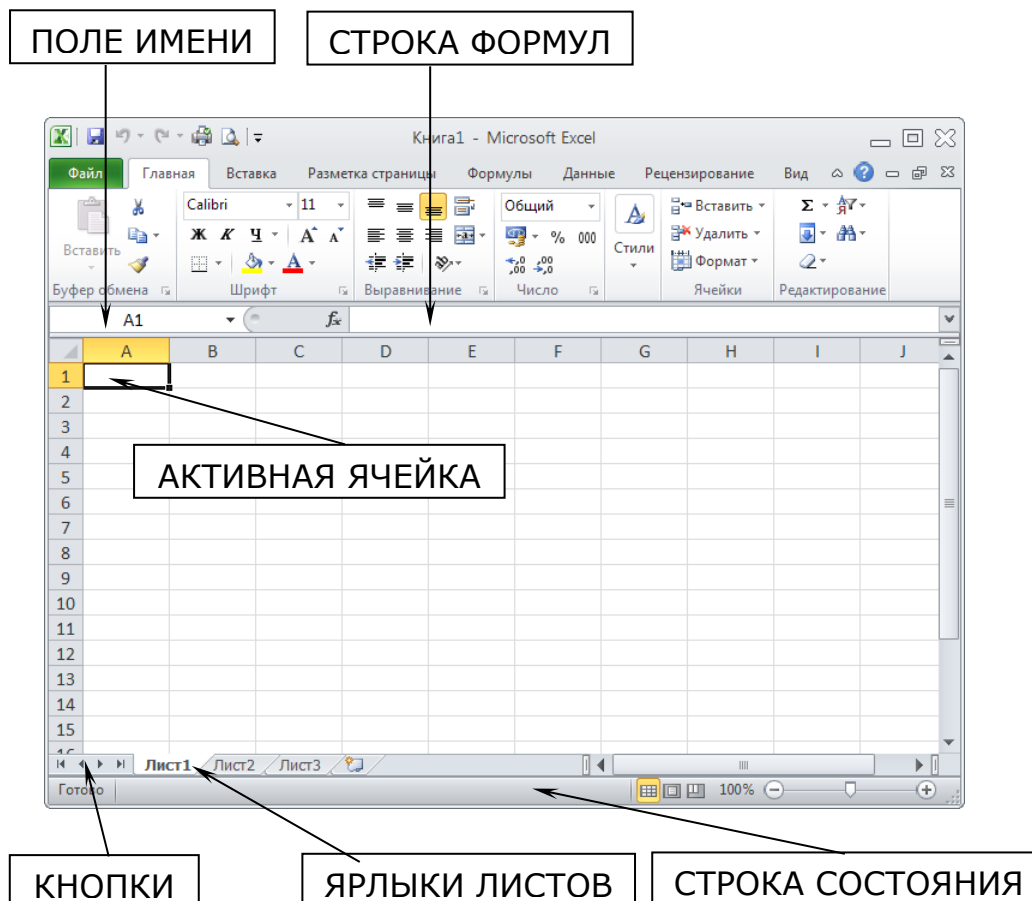 ПОЛЕ ИМЕНИ
СТРОКА ФОРМУЛ
Книга1 - Microsoft Excel
Файл Главная Вставка Разметка страницы Формулы Данные Рецензирование Вид
Calibri 11 Общий Вставить Σ
Ж К Ч % 000 Удалить
Вставить Стили Формат
Буфер обмена Шрифт Выравнивание Число Ячейки Редактирование
A1 fx
A B C D E F G H I J
1
2
3
4
АКТИВНАЯ ЯЧЕЙКА
5
6
7
8
9
10
11
12
13
14
15
16
Лист1 Лист2 Лист3
Готово 100%
КНОПКИ
ЯРЛЫКИ ЛИСТОВ
СТРОКА СОСТОЯНИЯ